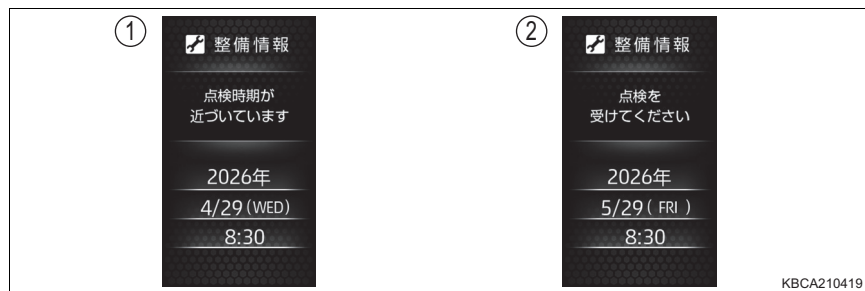 ①
整備情報
点検時期が
近づいています
2026年
4/29(WED)
8:30
②
整備情報
点検を
受けてください
2026年
5/29( FRI )
8:30
KBCA210419